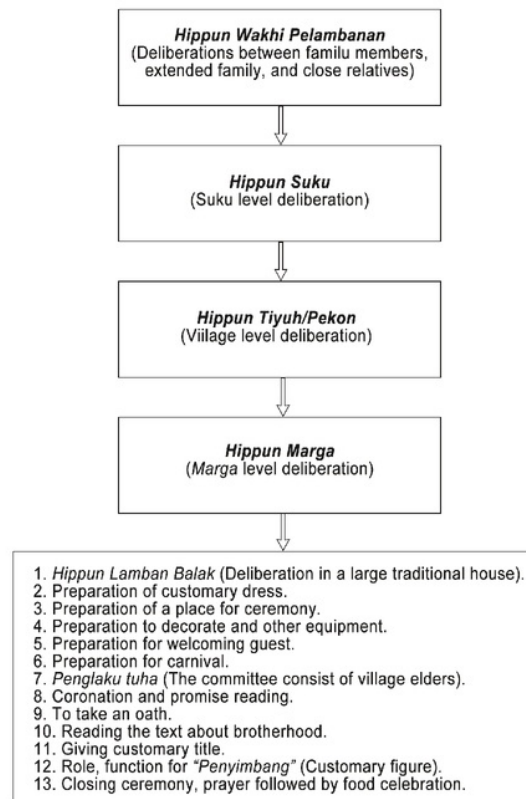 Hippun Wakhi Pelambanan
(Deliberations between familu members,
extended family, and close relatives)
Hippun Suku
(Suku level deliberation)
Hippun Tiyuh/Pekon
(Viilage level deliberation)
Hippun Marga
(Marga level deliberation)
1. Hippun Lamban Balak (Deliberation in a large traditional house).
2. Preparation of customary dress.
3. Preparation of a place for ceremony.
4. Preparation to decorate and other equipment.
5. Preparation for welcoming guest.
6. Preparation for carnival.
7. Penglaku tuha (The committee consist of village elders).
8. Coronation and promise reading.
9. To take an oath.
10. Reading the text about brotherhood.
11. Giving customary title.
12. Role, function for “Penyimbang” (Customary figure).
13. Closing ceremony, prayer followed by food celebration.